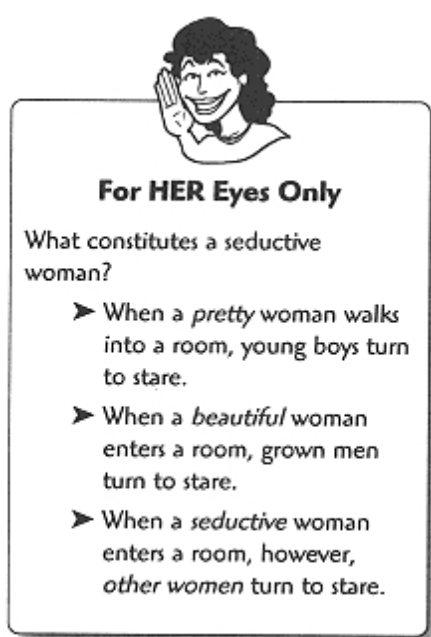 For HER Eyes Only
What constitutes a seductive
woman?
➤ When a pretty woman walks
into a room, young boys turn
to stare.
➤ When a beautiful woman
enters a room, grown men
turn to stare.
➤ When a seductive woman
enters a room, however,
other women turn to stare.